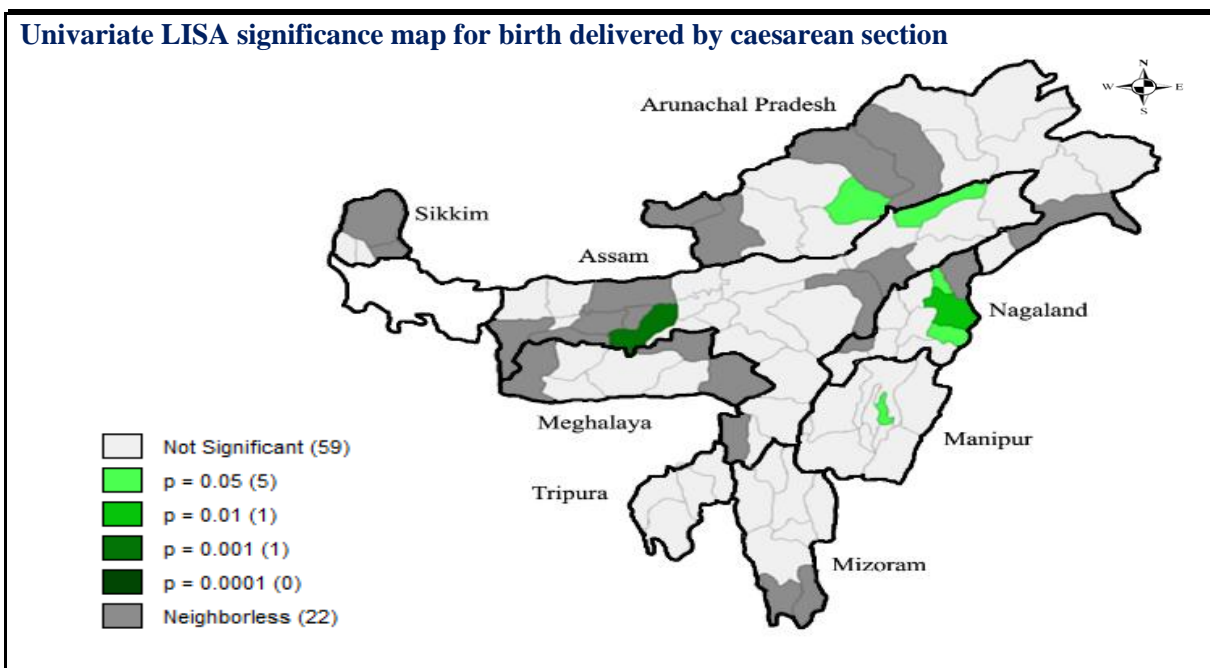 Univariate LISA significance map for birth delivered by caesarean section
N
W E
S
Arunachal Pradesh
Sikkim
Assam
Nagaland
Meghalaya
Manipur
Tripura
Mizoram
Not Significant (59)
p = 0.05 (5)
p = 0.01 (1)
p = 0.001 (1)
p = 0.0001 (0)
Neighborless (22)